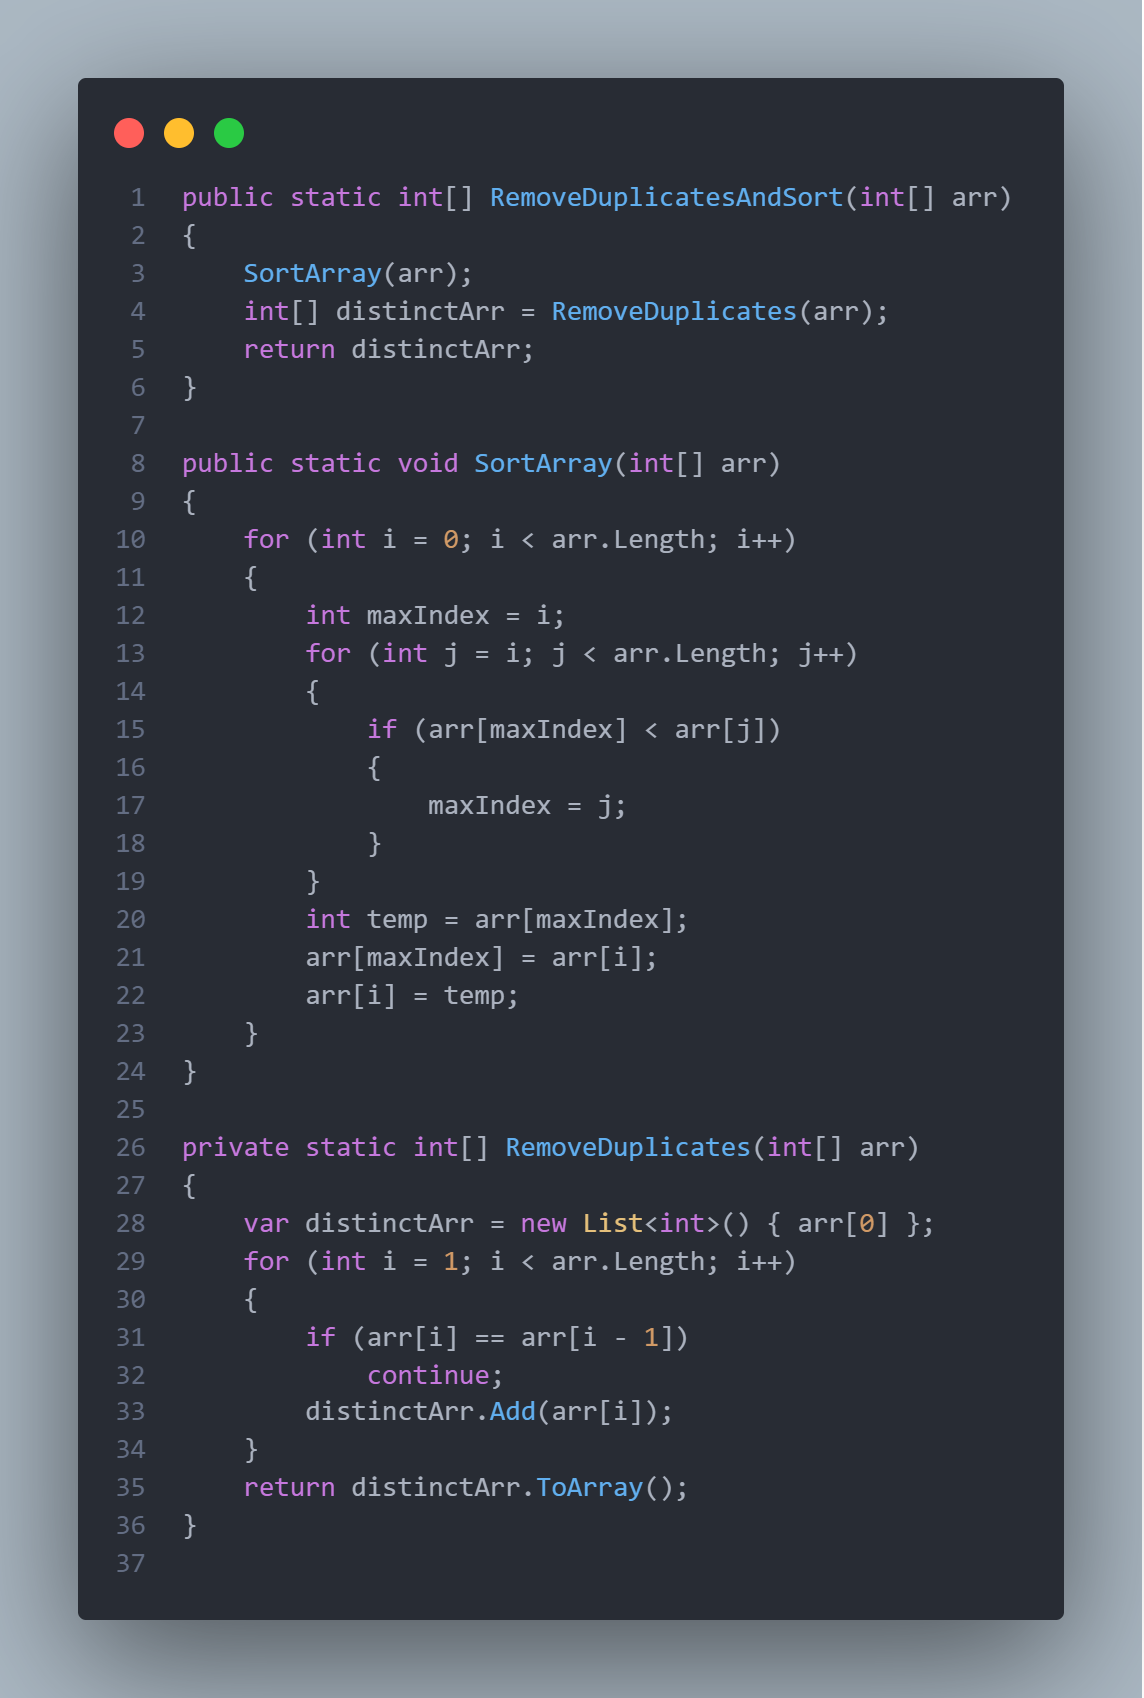 1 public static int[] RemoveDuplicatesAndSort(int[] arr)
2 {
3     SortArray(arr);
4     int[] distinctArr = RemoveDuplicates(arr);
5     return distinctArr;
6 }
7
8 public static void SortArray(int[] arr)
9 {
10     for (int i = 0; i < arr.Length; i++)
11     {
12         int maxIndex = i;
13         for (int j = i; j < arr.Length; j++)
14         {
15             if (arr[maxIndex] < arr[j])
16             {
17                 maxIndex = j;
18             }
19         }
20         int temp = arr[maxIndex];
21         arr[maxIndex] = arr[i];
22         arr[i] = temp;
23     }
24 }
25
26 private static int[] RemoveDuplicates(int[] arr)
27 {
28     var distinctArr = new List<int>() { arr[0] };
29     for (int i = 1; i < arr.Length; i++)
30     {
31         if (arr[i] == arr[i - 1])
32             continue;
33         distinctArr.Add(arr[i]);
34     }
35     return distinctArr.ToArray();
36 }
37